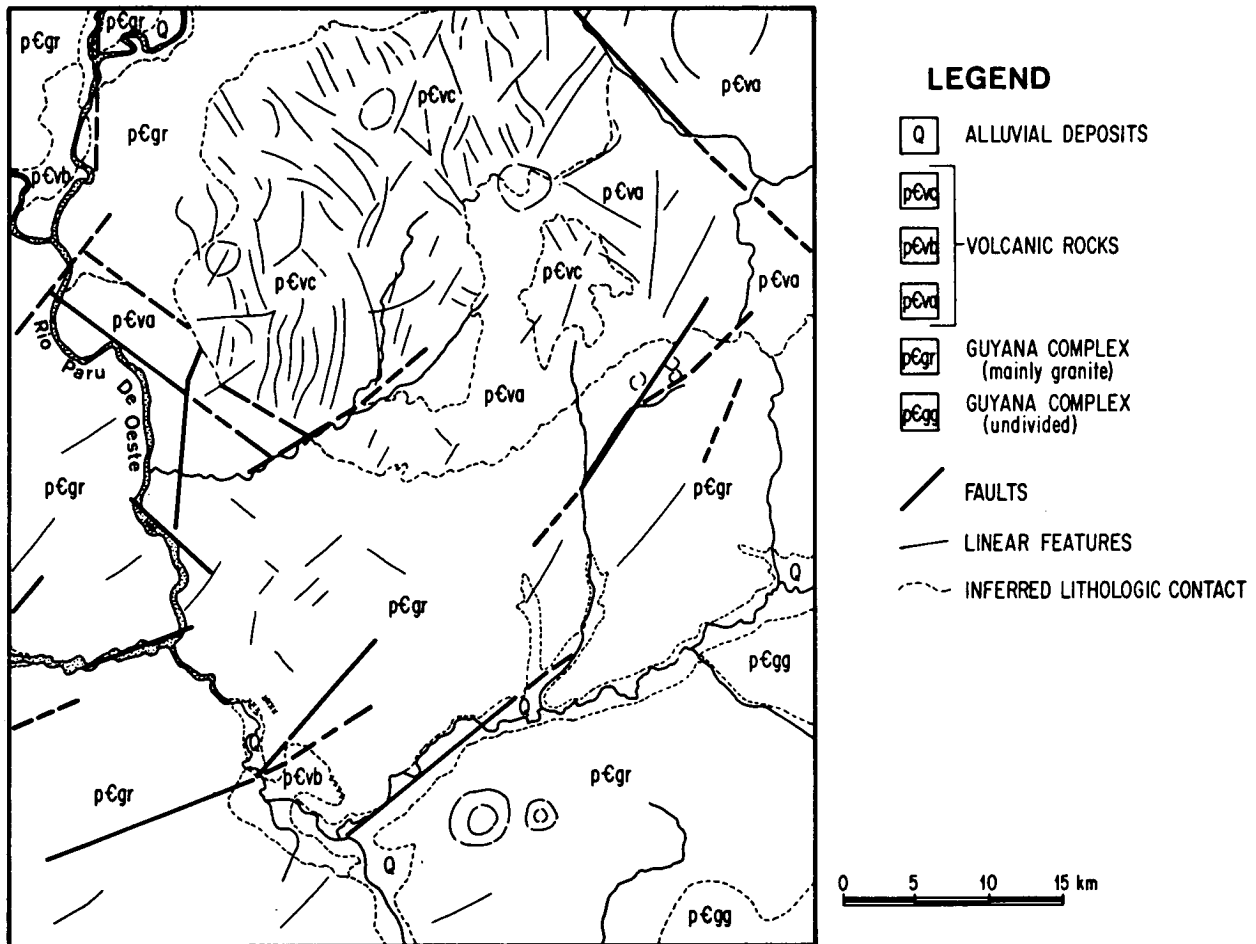 p€gr
p€gr
Q
p€va
p€vc
p€gr
p€vb
p€va
p€vc
p€vc
p€va
p€va
Rio Paru De Oeste
p€va
p€gr
p€gr
Q
p€gr
p€gg
Q
Q
p€vb
p€gr
p€gr
Q
p€gg
LEGEND
Q ALLUVIAL DEPOSITS
p€vc
p€vb VOLCANIC ROCKS
p€va
p€gr GUYANA COMPLEX
(mainly granite)
p€gg GUYANA COMPLEX
(undivided)
FAULTS
LINEAR FEATURES
INFERRED LITHOLOGIC CONTACT
0 5 10 15 km